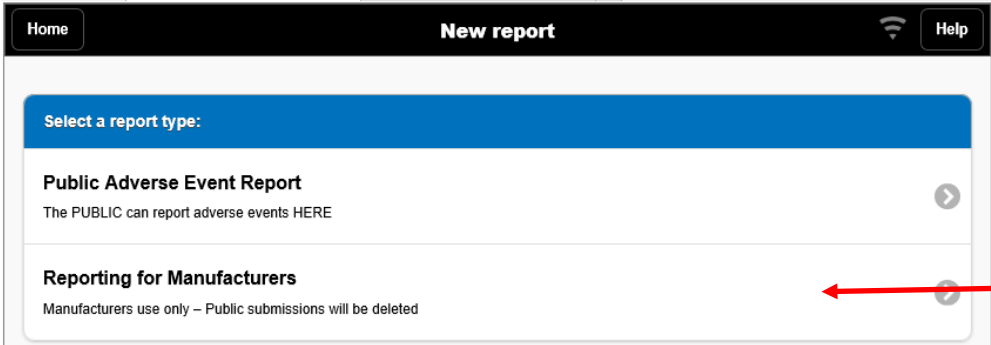 Home
New report
Help
Select a report type:
Public Adverse Event Report
The PUBLIC can report adverse events HERE
Reporting for Manufacturers
Manufacturers use only – Public submissions will be deleted